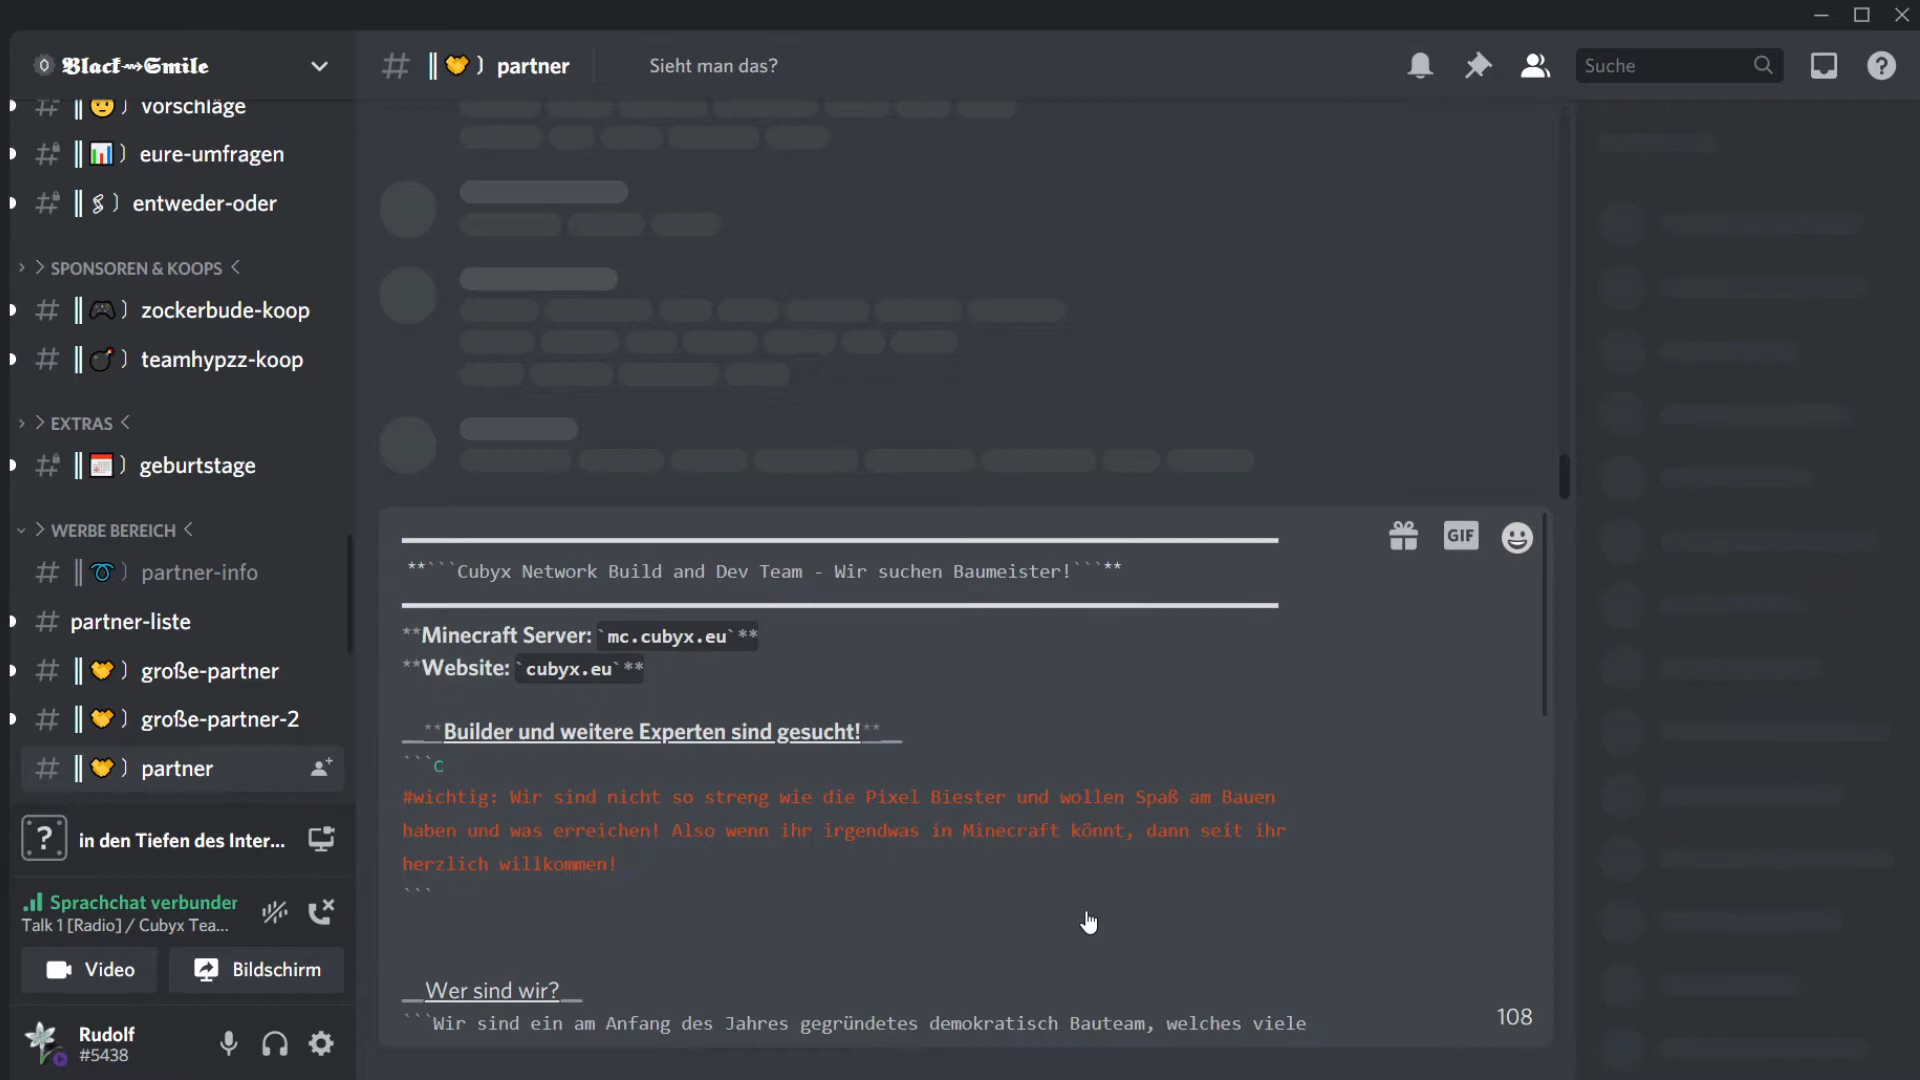 𝕭𝖑𝖆𝖈𝖐⇝𝕾𝖒𝖎𝖑𝖊
# ║🤝 ) partner
Sieht man das?
Suche
# ║🙂 ) vorschläge
# ║📊 ) eure-umfragen
# ║ ) entweder-oder
> SPONSOREN & KOOPS <
# ║🎮 ) zockerbude-koop
# ║💣 ) teamhypzz-koop
> EXTRAS <
# ║📅 ) geburtstage
> WERBE BEREICH <
# ║➰ ) partner-info
# partner-liste
# ║🤝 ) große-partner
# ║🤝 ) große-partner-2
# ║🤝 ) partner
in den Tiefen des Inter...
Sprachchat verbunden
Talk 1 [Radio] / Cubyx Tea...
Video
Bildschirm
Rudolf
#5438
GIF
**```Cubyx Network Build and Dev Team - Wir suchen Baumeister!```**
**Minecraft Server: `mc.cubyx.eu`**
**Website: `cubyx.eu`**
__**Builder und weitere Experten sind gesucht!**__
```c
#wichtig: Wir sind nicht so streng wie die Pixel Biester und wollen Spaß am Bauen
haben und was erreichen! Also wenn ihr irgendwas in Minecraft könnt, dann seit ihr
herzlich willkommen!
```
__Wer sind wir?__
```Wir sind ein am Anfang des Jahres gegründetes demokratisch Bauteam, welches viele
108